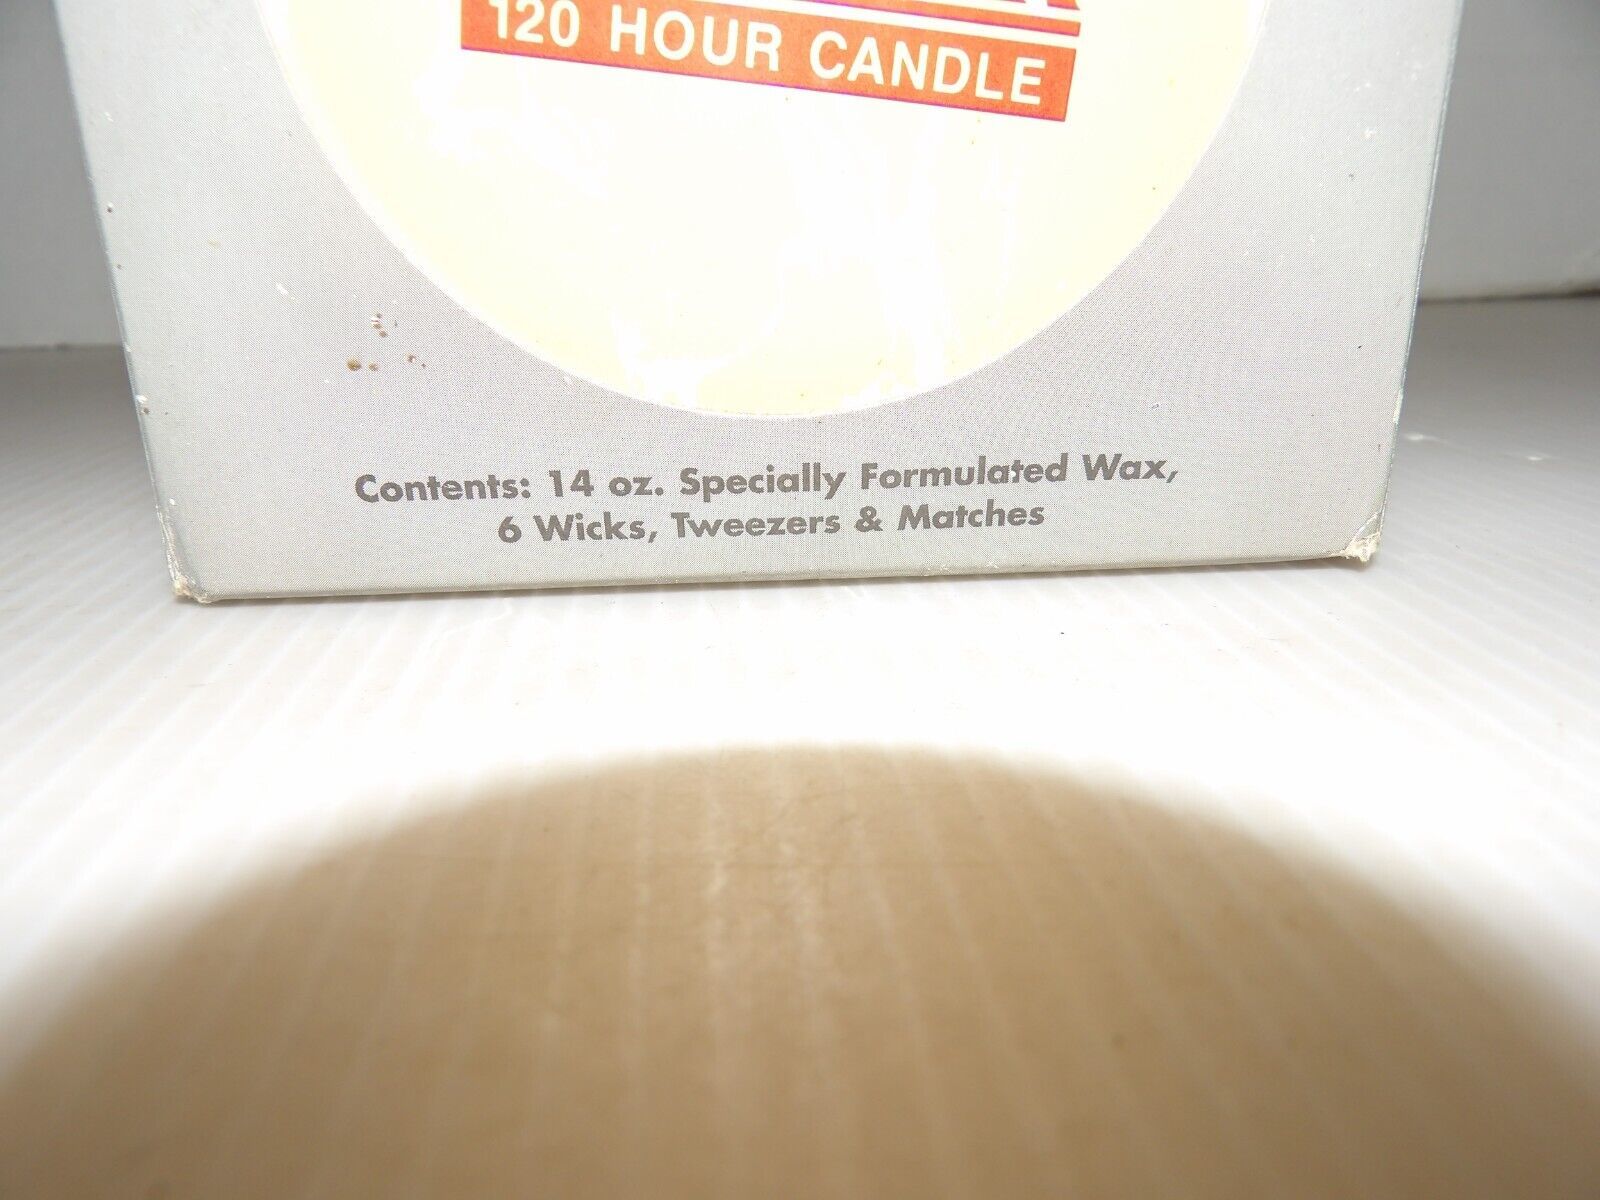 120 HOUR CANDLE
Contents: 14 oz. Specially Formulated Wax,
6 Wicks, Tweezers & Matches